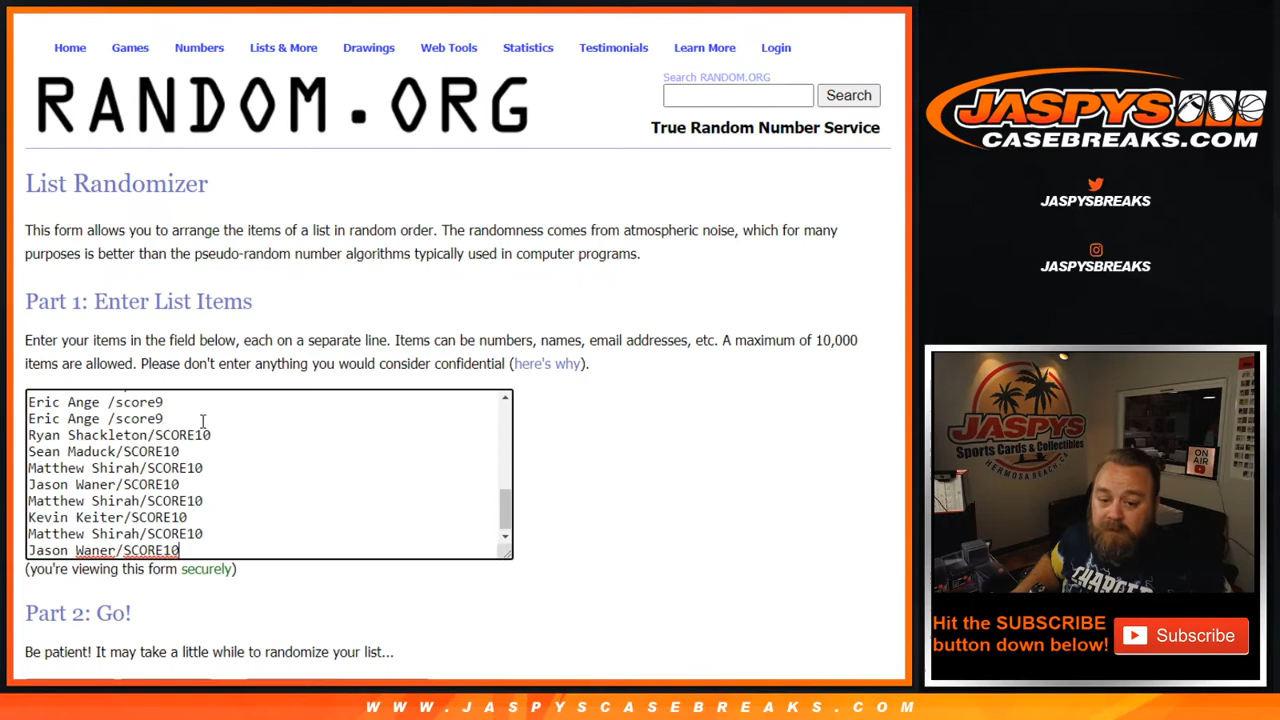 Home Games Numbers Lists & More Drawings Web Tools Statistics Testimonials Learn More Login
RANDOM.ORG
Search RANDOM.ORG
Search
True Random Number Service
List Randomizer
This form allows you to arrange the items of a list in random order. The randomness comes from atmospheric noise, which for many
purposes is better than the pseudo-random number algorithms typically used in computer programs.
Part 1: Enter List Items
Enter your items in the field below, each on a separate line. Items can be numbers, names, email addresses, etc. A maximum of 10,000
items are allowed. Please don't enter anything you would consider confidential (here's why).
Eric Ange /score9
Eric Ange /score9
Ryan Shackleton/SCORE10
Sean Maduck/SCORE10
Matthew Shirah/SCORE10
Jason Waner/SCORE10
Matthew Shirah/SCORE10
Kevin Keiter/SCORE10
Matthew Shirah/SCORE10
Jason Waner/SCORE10
(you're viewing this form securely)
Part 2: Go!
Be patient! It may take a little while to randomize your list...
JASPYS
CASEBREAKS.COM
JASPYSBREAKS
JASPYSBREAKS
JASPYS
Sports Cards & Collectibles
HERMOSA BEACH, CA
ON AIR
CHARGERS
Hit the SUBSCRIBE
button down below!
Subscribe
WWW.JASPYSCASEBREAKS.COM